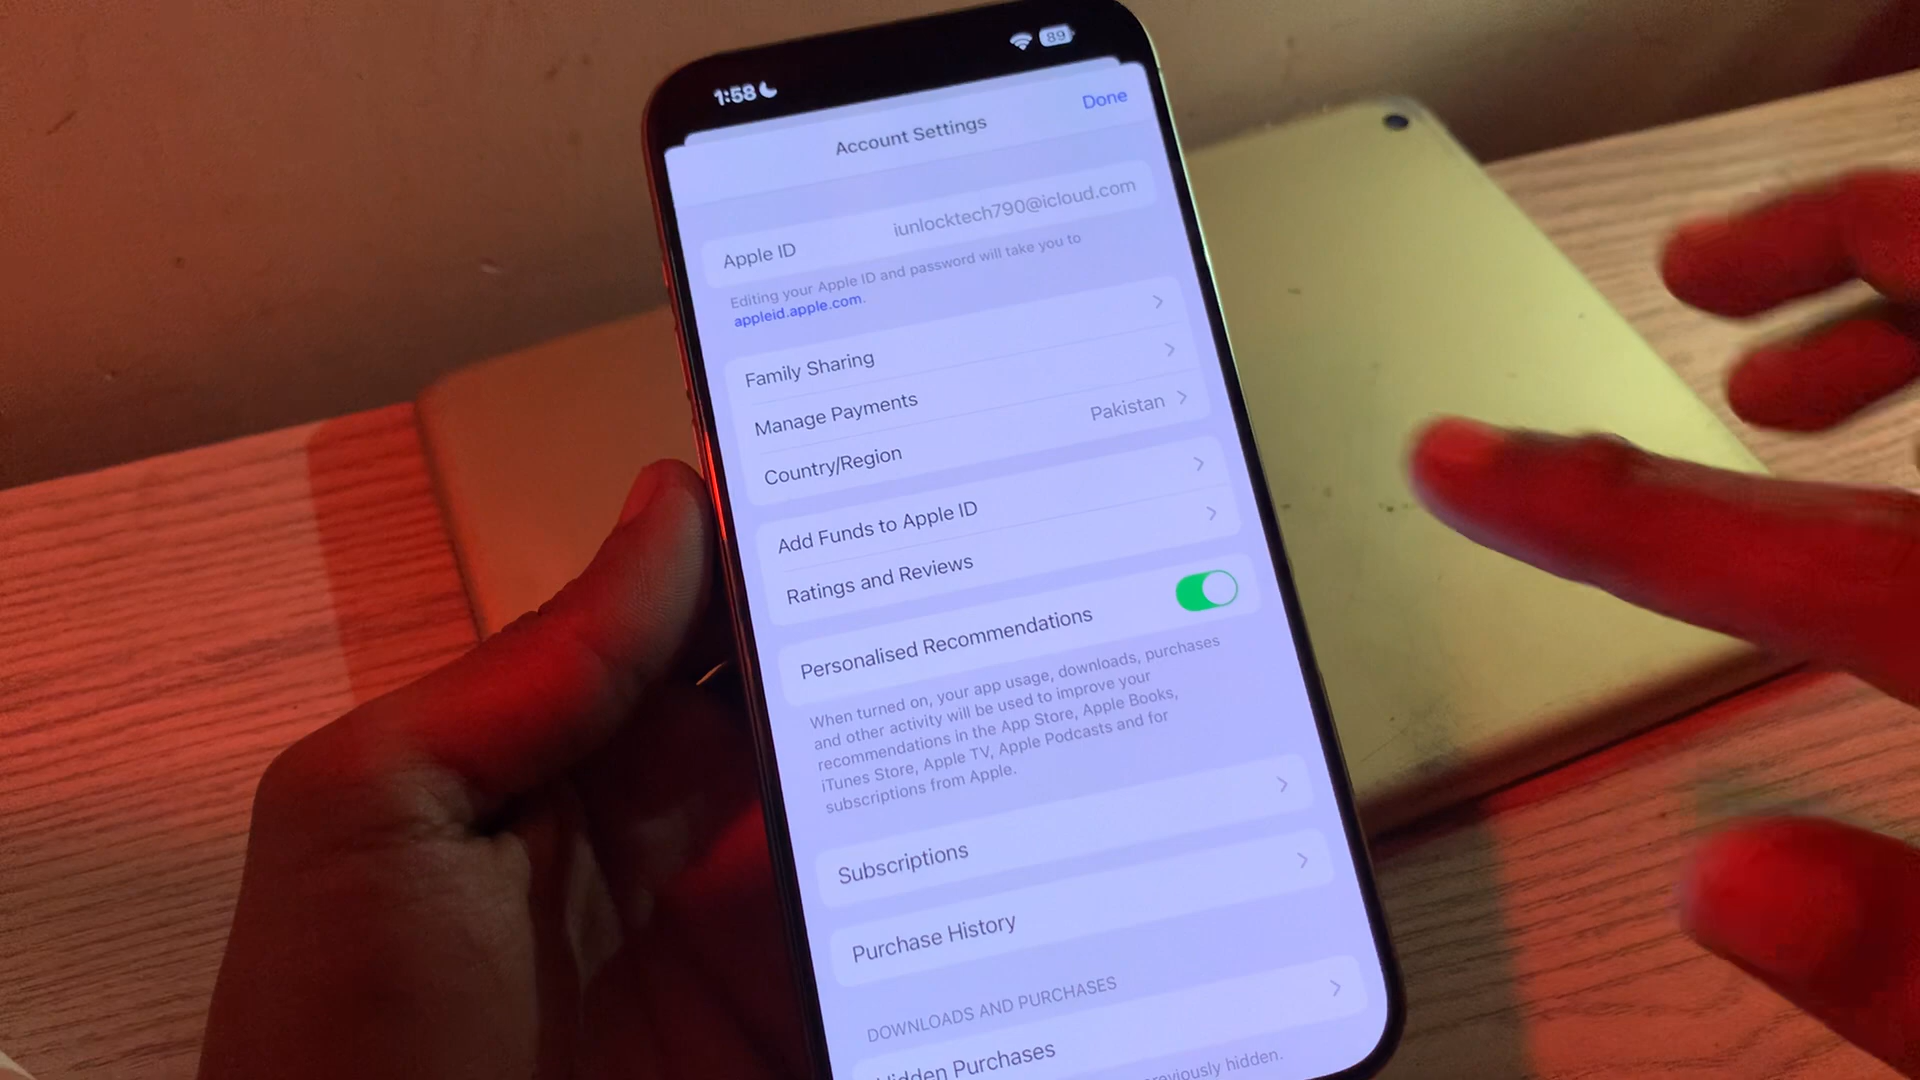 1:58
89
Account Settings
Done
Apple ID
iunlocktech790@icloud.com
Editing your Apple ID and password will take you to
appleid.apple.com.
Family Sharing
Manage Payments
Country/Region
Pakistan
Add Funds to Apple ID
Ratings and Reviews
Personalised Recommendations
When turned on, your app usage, downloads, purchases
and other activity will be used to improve your
recommendations in the App Store, Apple Books,
iTunes Store, Apple TV, Apple Podcasts and for
subscriptions from Apple.
Subscriptions
Purchase History
DOWNLOADS AND PURCHASES
Hidden Purchases
hidden.